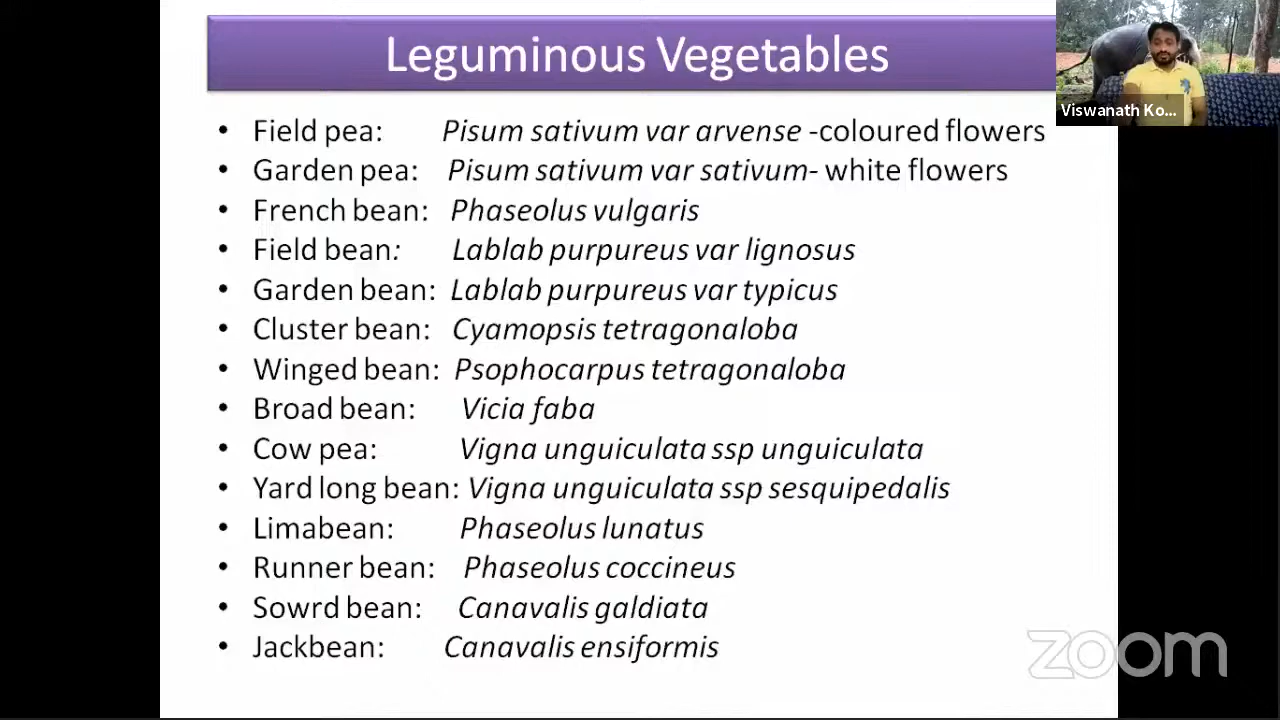 Leguminous Vegetables
Viswanath Ko...
• Field pea: Pisum sativum var arvense -coloured flowers
• Garden pea: Pisum sativum var sativum- white flowers
• French bean: Phaseolus vulgaris
• Field bean: Lablab purpureus var lignosus
• Garden bean: Lablab purpureus var typicus
• Cluster bean: Cyamopsis tetragonaloba
• Winged bean: Psophocarpus tetragonaloba
• Broad bean: Vicia faba
• Cow pea: Vigna unguiculata ssp unguiculata
• Yard long bean: Vigna unguiculata ssp sesquipedalis
• Limabean: Phaseolus lunatus
• Runner bean: Phaseolus coccineus
• Sowrd bean: Canavalis galdiata
• Jackbean: Canavalis ensiformis
zoom